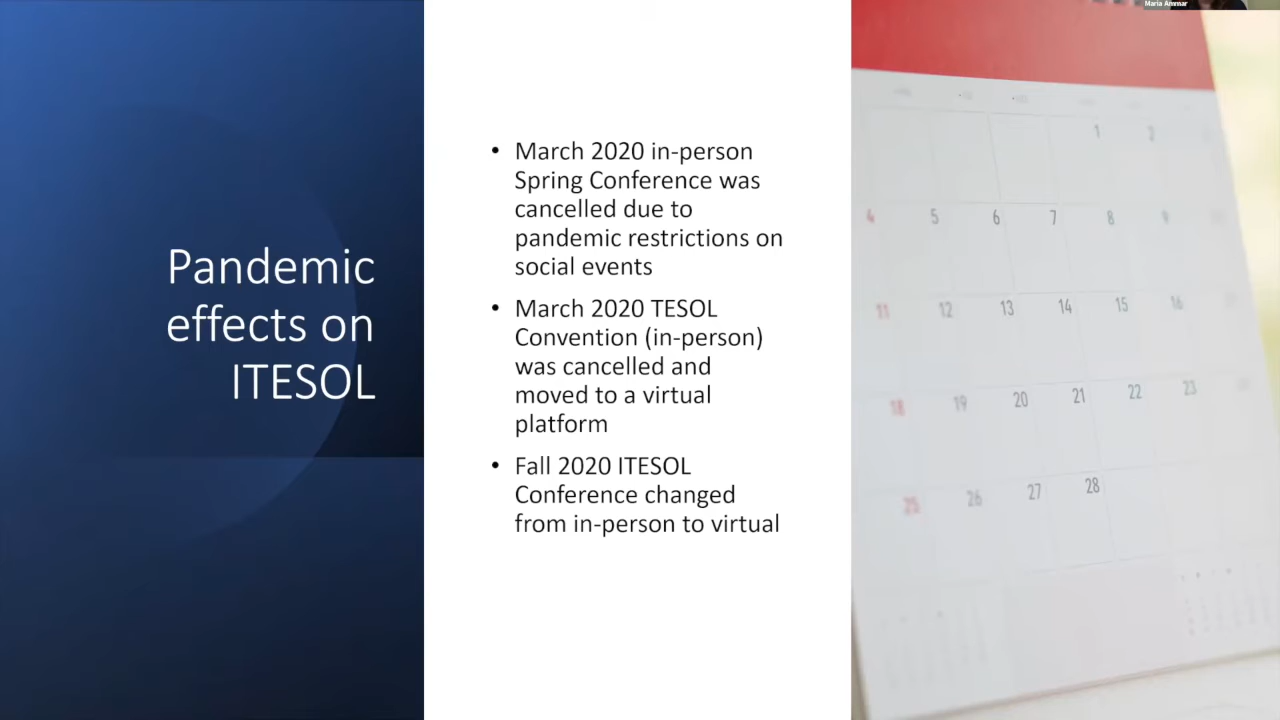 Maria Ammar
Pandemic
effects on
ITESOL
• March 2020 in-person
Spring Conference was
cancelled due to
pandemic restrictions on
social events
• March 2020 TESOL
Convention (in-person)
was cancelled and
moved to a virtual
platform
• Fall 2020 ITESOL
Conference changed
from in-person to virtual
1 2
4 5 6 7 8 9
11 12 13 14 15 16
18 19 20 21 22 23
25 26 27 28